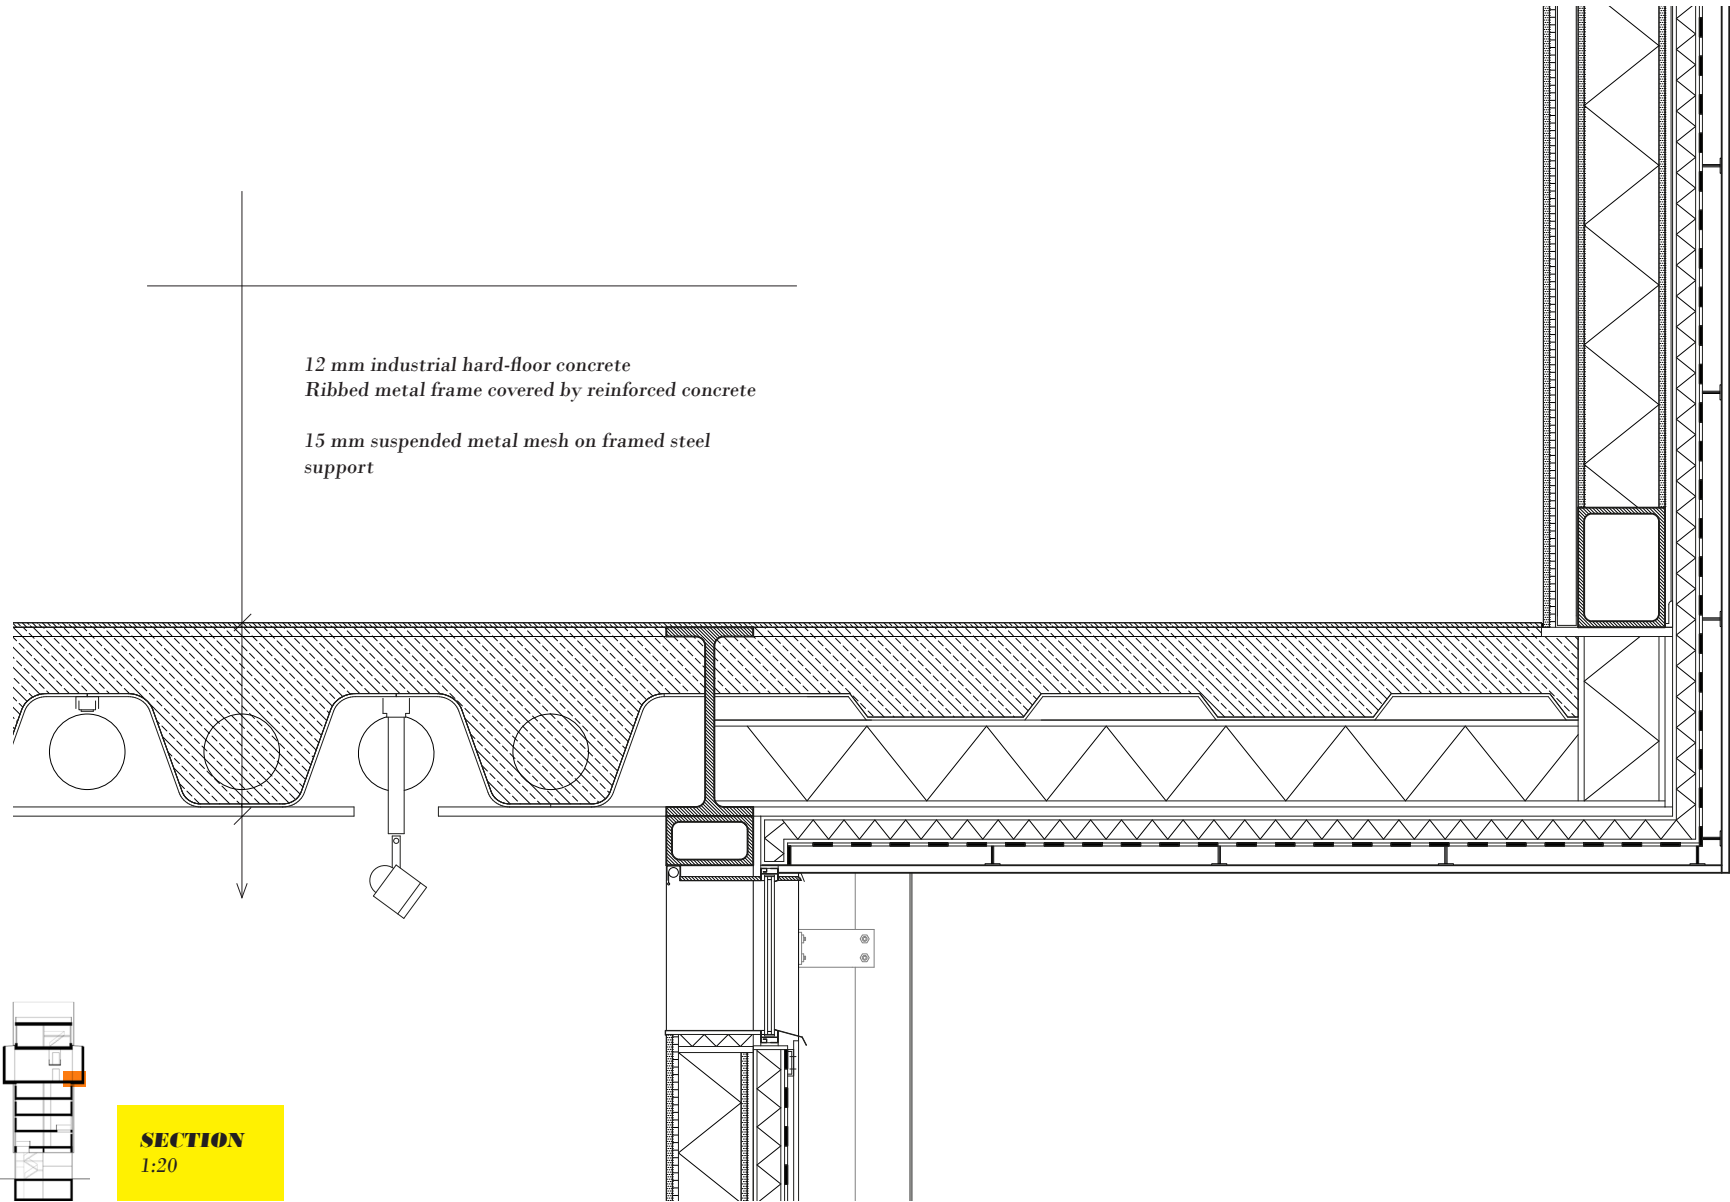 12 mm industrial hard-floor concrete
Ribbed metal frame covered by reinforced concrete
15 mm suspended metal mesh on framed steel
support
SECTION
1:20